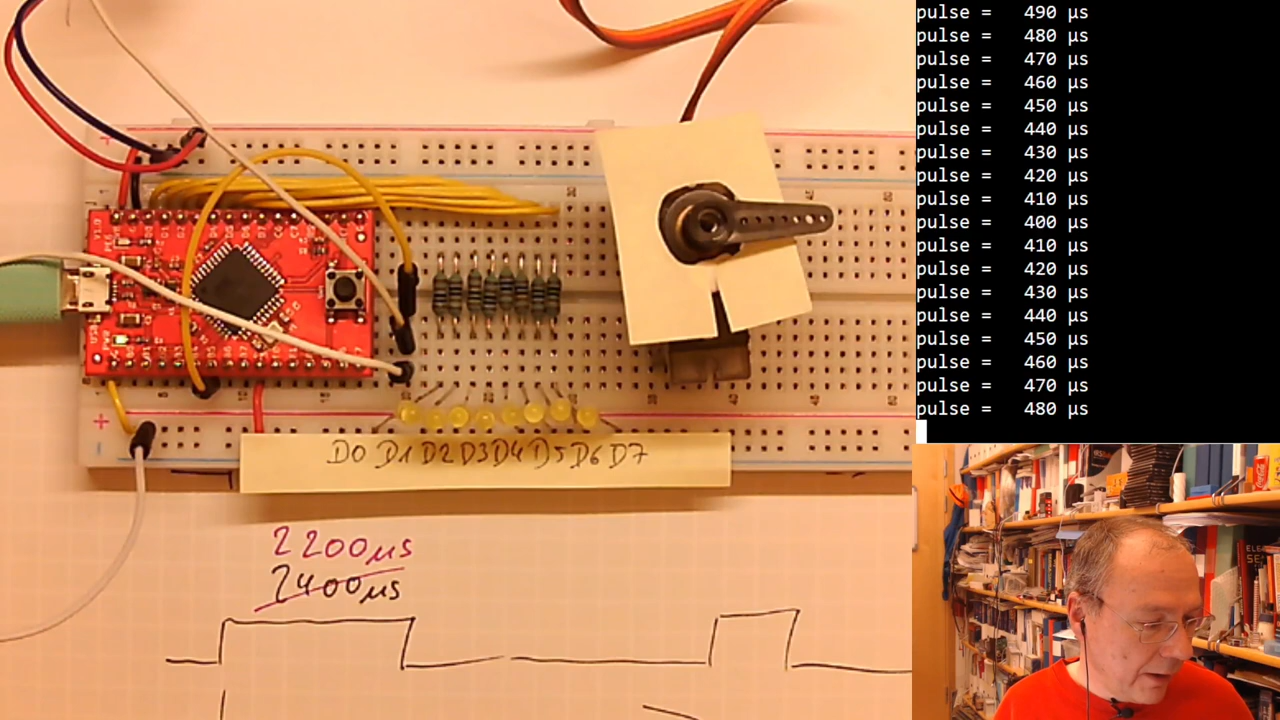 pulse =   490 µs
pulse =   480 µs
pulse =   470 µs
pulse =   460 µs
pulse =   450 µs
pulse =   440 µs
pulse =   430 µs
pulse =   420 µs
pulse =   410 µs
pulse =   400 µs
pulse =   410 µs
pulse =   420 µs
pulse =   430 µs
pulse =   440 µs
pulse =   450 µs
pulse =   460 µs
pulse =   470 µs
pulse =   480 µs
D0 D1 D2 D3 D4 D5 D6 D7
2200µs
2400µs